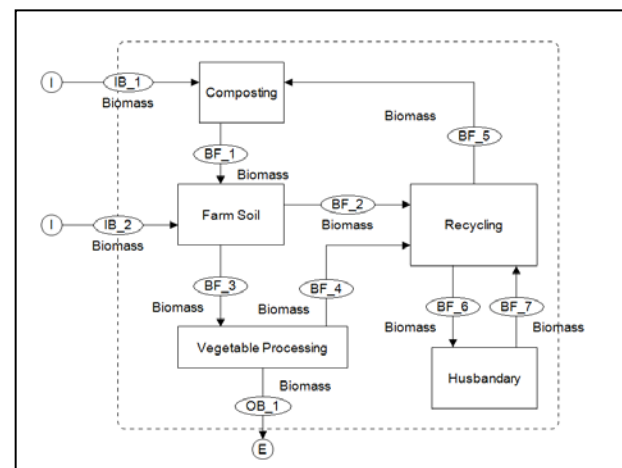 I
IB_1
Biomass
Composting
Biomass
BF_5
BF_1
Biomass
I
IB_2
Biomass
Farm Soil
BF_2
Biomass
Recycling
BF_3
Biomass
Biomass
BF_4
BF_6
BF_7
Biomass
Biomass
Vegetable Processing
Husbandary
Biomass
OB_1
E